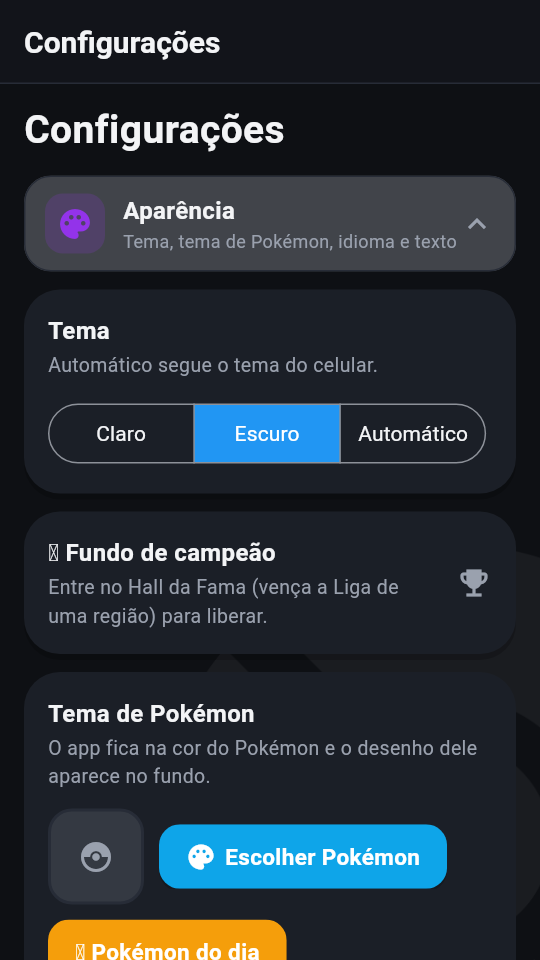 Configurações
Configurações
Aparência
Tema, tema de Pokémon, idioma e texto
Tema
Automático segue o tema do celular.
Claro
Escuro
Automático
Fundo de campeão
Entre no Hall da Fama (vença a Liga de
uma região) para liberar.
Tema de Pokémon
O app fica na cor do Pokémon e o desenho dele
aparece no fundo.
Escolher Pokémon
Pokémon do dia